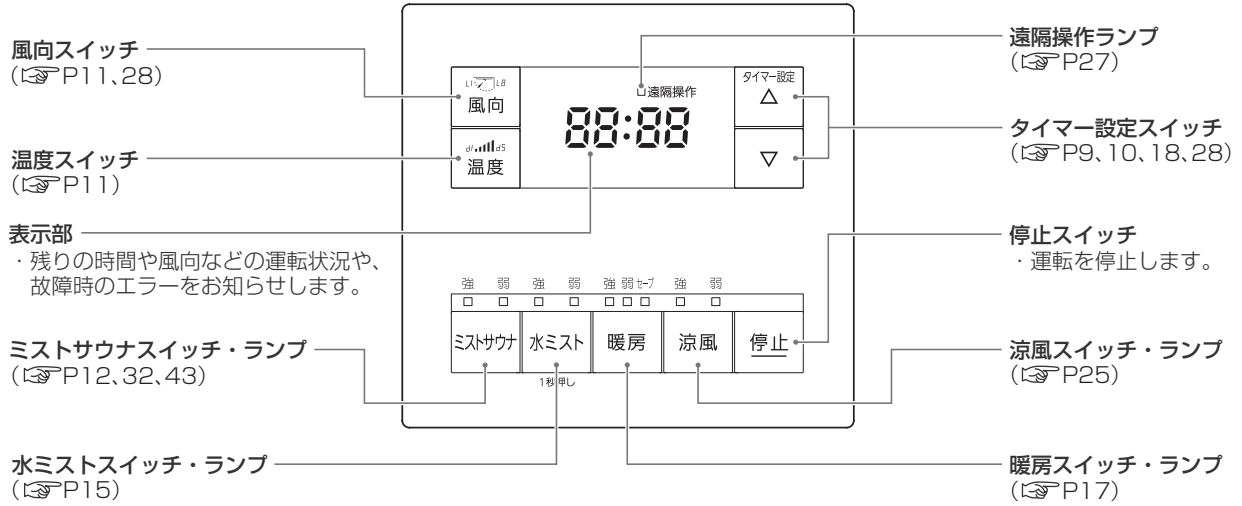 風向スイッチ
(☞P11、28)
温度スイッチ
(☞P11)
表示部
・残りの時間や風向などの運転状況や、
故障時のエラーをお知らせします。
ミストサウナスイッチ・ランプ
(☞P12、32、43)
水ミストスイッチ・ランプ
(☞P15)
L1 L8
風向
d1 d5
温度
遠隔操作
88:88
タイマー設定
△
▽
強 弱 強 弱 強 弱 セーブ 強 弱
ミストサウナ 水ミスト 暖房 涼風 停止
1秒押し
遠隔操作ランプ
(☞P27)
タイマー設定スイッチ
(☞P9、10、18、28)
停止スイッチ
・運転を停止します。
涼風スイッチ・ランプ
(☞P25)
暖房スイッチ・ランプ
(☞P17)